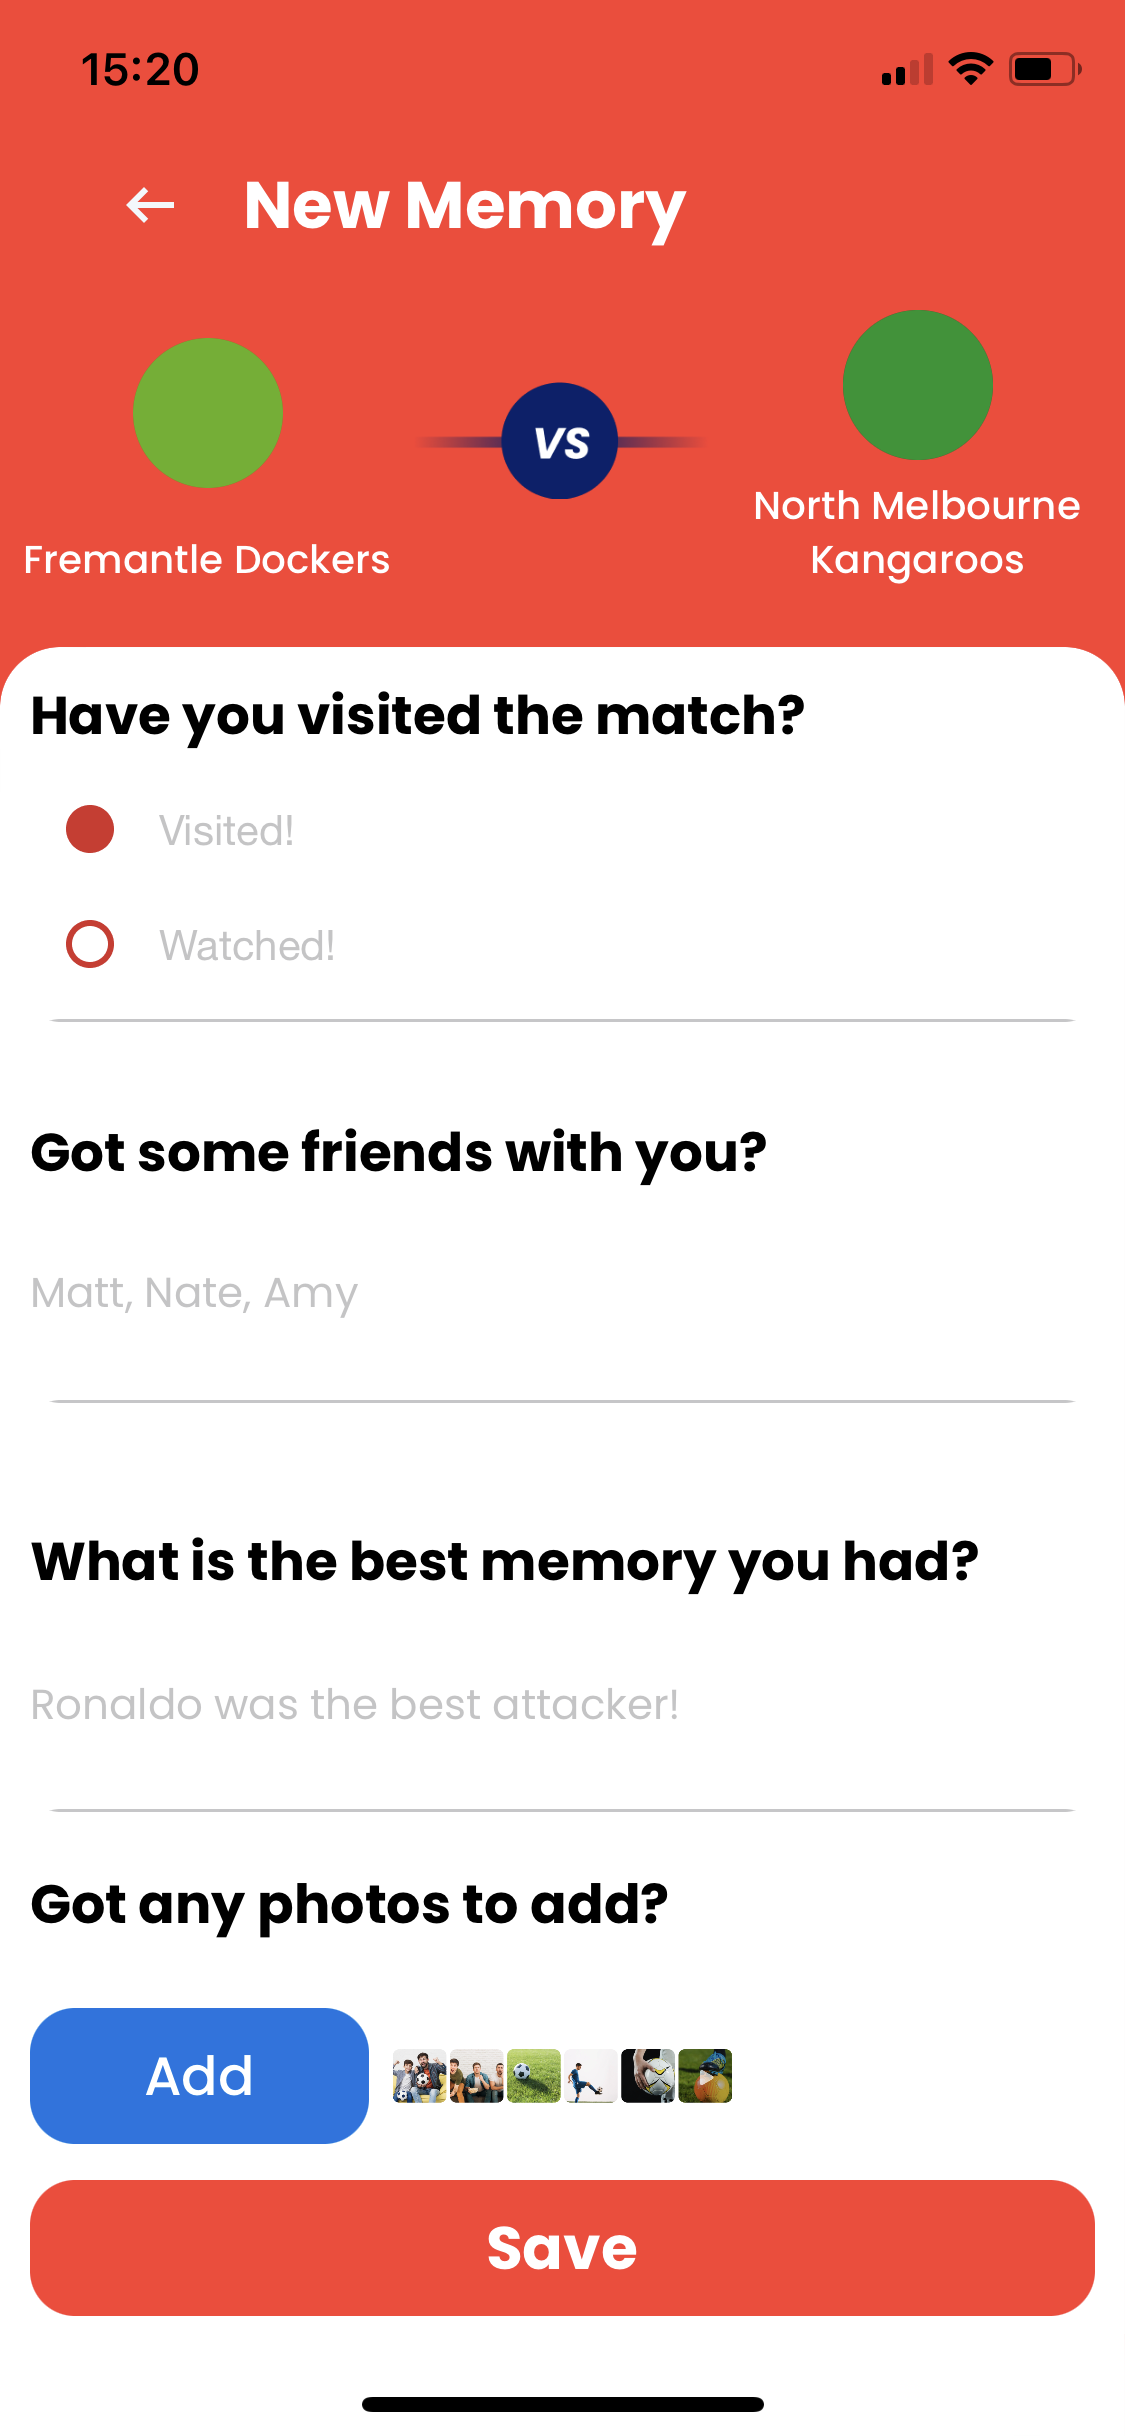 15:20
New Memory
VS
Fremantle Dockers
North Melbourne
Kangaroos
Have you visited the match?
Visited!
Watched!
Got some friends with you?
Matt, Nate, Amy
What is the best memory you had?
Ronaldo was the best attacker!
Got any photos to add?
Add
Save